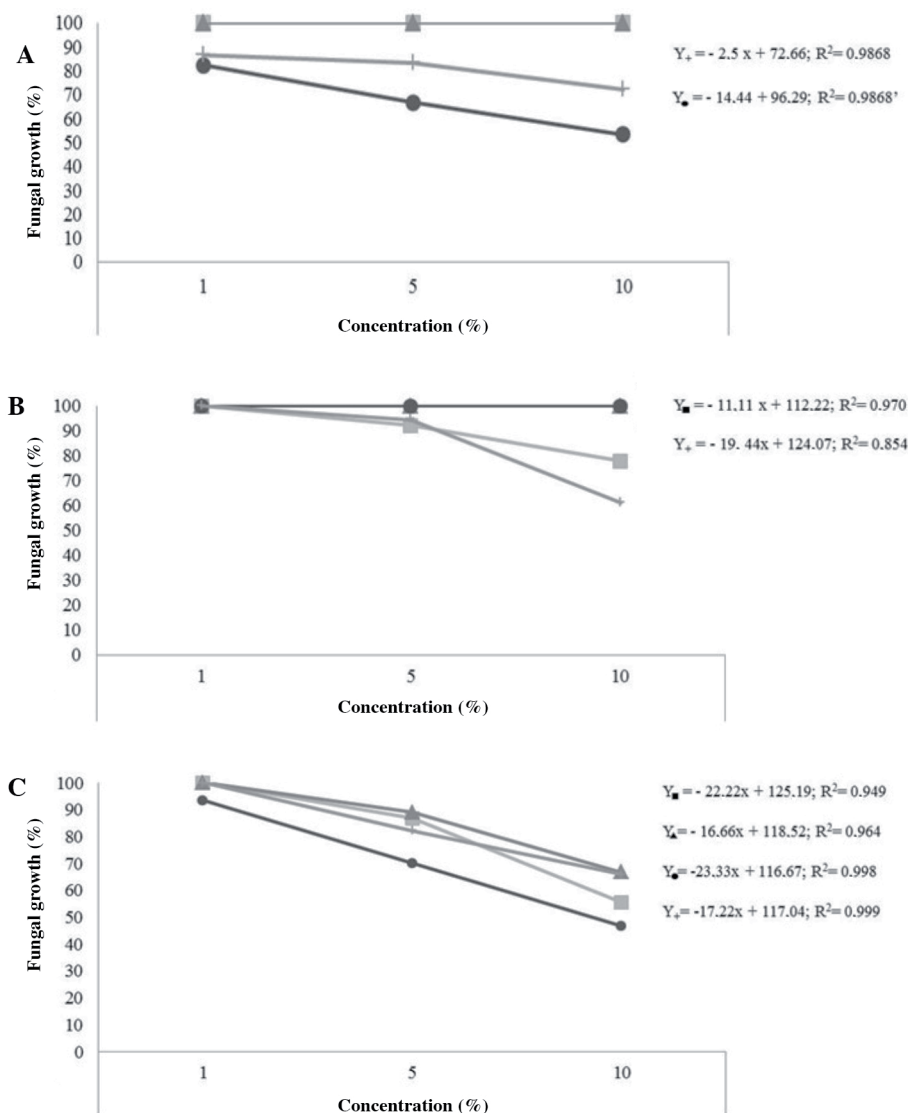 A
Fungal growth (%)
100
90
80
70
60
50
40
30
20
10
0
1 5 10
Concentration (%)
Y+ = - 2.5 x + 72.66; R²= 0.9868
Y● = - 14.44 + 96.29; R²= 0.9868’
B
Fungal growth (%)
100
90
80
70
60
50
40
30
20
10
0
1 5 10
Concentration (%)
Y■ = - 11.11 x + 112.22; R²= 0.970
Y+ = - 19. 44x + 124.07; R²= 0.854
C
Fungal growth (%)
100
90
80
70
60
50
40
30
20
10
0
1 5 10
Concentration (%)
Y■ = - 22.22x + 125.19; R²= 0.949
Y▲= - 16.66x + 118.52; R²= 0.964
Y●= -23.33x + 116.67; R²= 0.998
Y+= -17.22x + 117.04; R²= 0.999